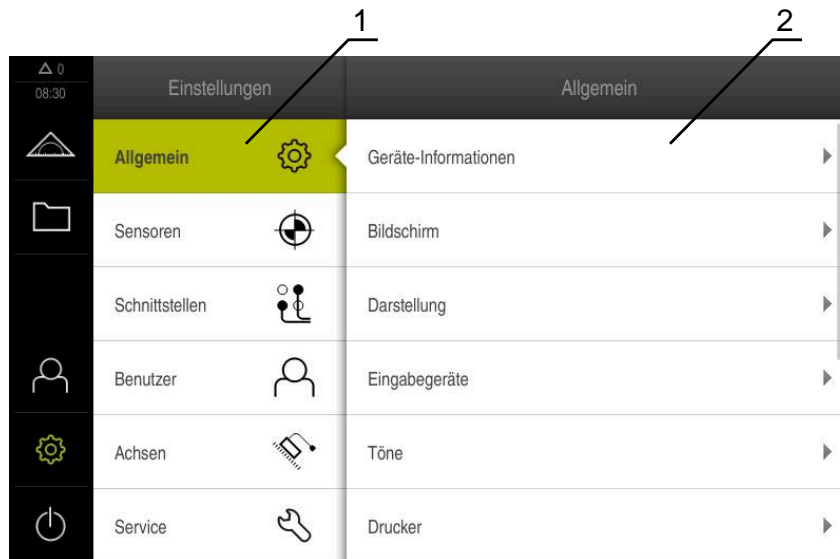 1
2
0
08:30
Einstellungen
Allgemein
Allgemein
Sensoren
Schnittstellen
Benutzer
Achsen
Service
Geräte-Informationen
Bildschirm
Darstellung
Eingabegeräte
Töne
Drucker